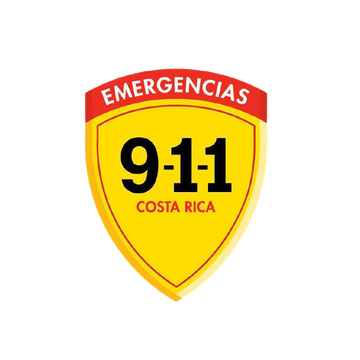 EMERGENCIAS
9-1-1
COSTA RICA